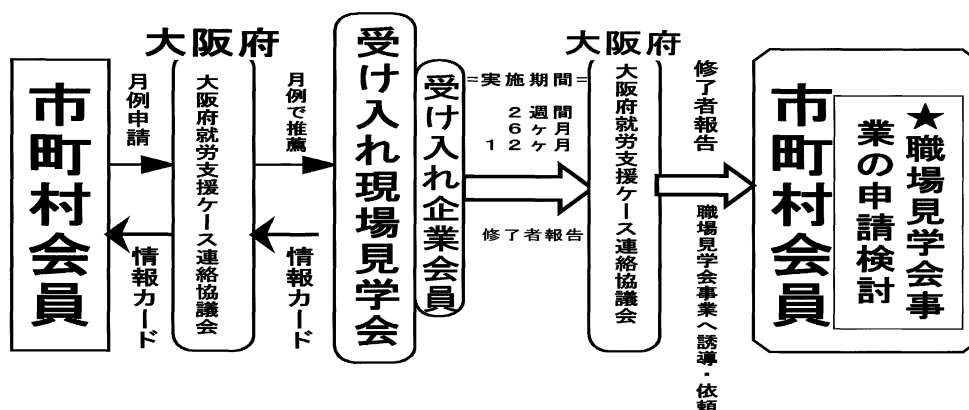 市町村会員
月例申請
情報カード
大阪府
大阪府就労支援ケース連絡協議会
月例で推薦
情報カード
受け入れ現場見学会
受け入れ企業会員
=実施期間=
2週間
6ヶ月
12ヶ月
修了者報告
大阪府
大阪府就労支援ケース連絡協議会
修了者報告
職場見学会事業へ誘導・依頼
市町村会員
★職場見学会事
業の申請検討